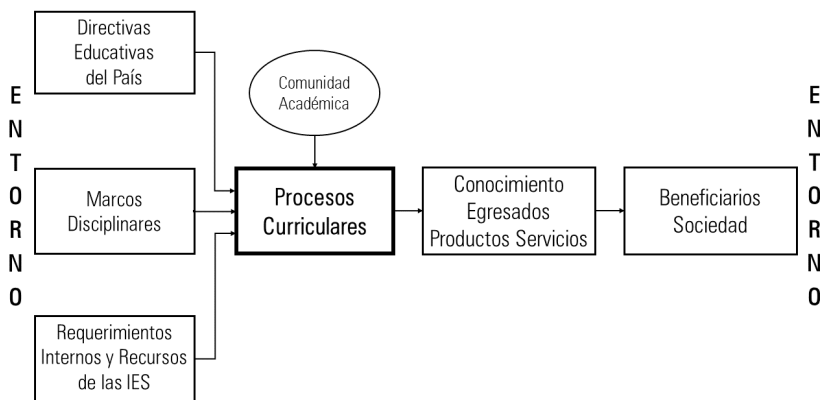 Directivas
Educativas
del País
Comunidad
Académica
E
N
T
O
R
N
O
Marcos
Disciplinares
Procesos
Curriculares
Conocimiento
Egresados
Productos Servicios
Beneficiarios
Sociedad
E
N
T
O
R
N
O
Requerimientos
Internos y Recursos
de las IES